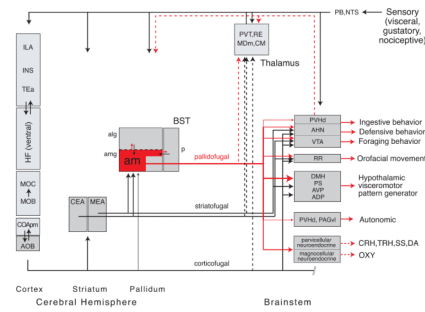 PB,NTS
Sensory
(visceral,
gustatory,
nociceptive)
ILA
INS
TEa
HF (ventral)
MOC
MOB
COApm
AOB
PVT,RE
MDm,CM
Thalamus
BST
alg
amg
am
p
pallidofugal
CEA
MEA
striatofugal
corticofugal
PVHd
AHN
VTA
RR
DMH
PS
AVP
ADP
PVHd, PAGvl
parvicellular
neuroendocrine
magnocellular
neuroendocrine
Ingestive behavior
Defensive behavior
Foraging behavior
Orofacial movement
Hypothalamic
visceromotor
pattern generator
Autonomic
CRH,TRH,SS,DA
OXY
Cortex
Striatum
Pallidum
Cerebral Hemisphere
Brainstem